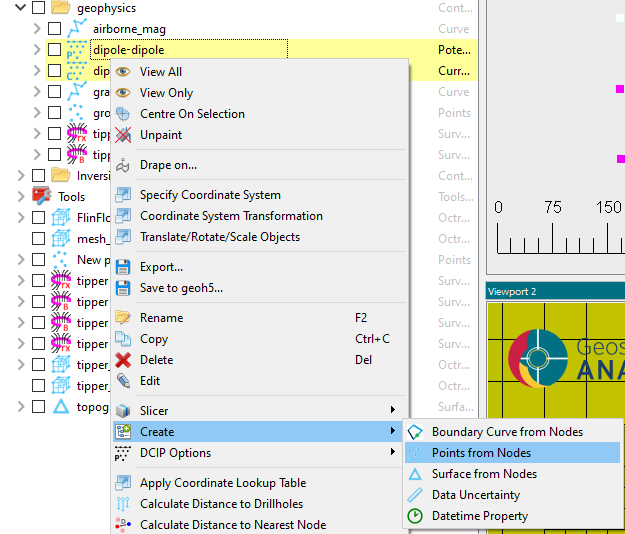 geophysics Cont...
airborne_mag Curve
dipole-dipole Pote...
dip Curr...
gra Curve
gro Points
tipp Surv...
tipp Surv...
Inversi Cont...
Tools Tools...
FlinFlo Octr...
mesh_ Octr...
New p Points
tipper Surv...
tipper Surv...
tipper Surv...
tipper Surv...
tipper_ Octr...
tipper_ Octr...
topog Surfa...
View All
View Only
Centre On Selection
Unpaint
Drape on...
Specify Coordinate System
Coordinate System Transformation
Translate/Rotate/Scale Objects
Export...
Save to geoh5...
Rename F2
Copy Ctrl+C
Delete Del
Edit
Slicer
Create
DCIP Options
Apply Coordinate Lookup Table
Calculate Distance to Drillholes
Calculate Distance to Nearest Node
Boundary Curve from Nodes
Points from Nodes
Surface from Nodes
Data Uncertainty
Datetime Property
0 75 150
Viewport 2
Geos
ANA